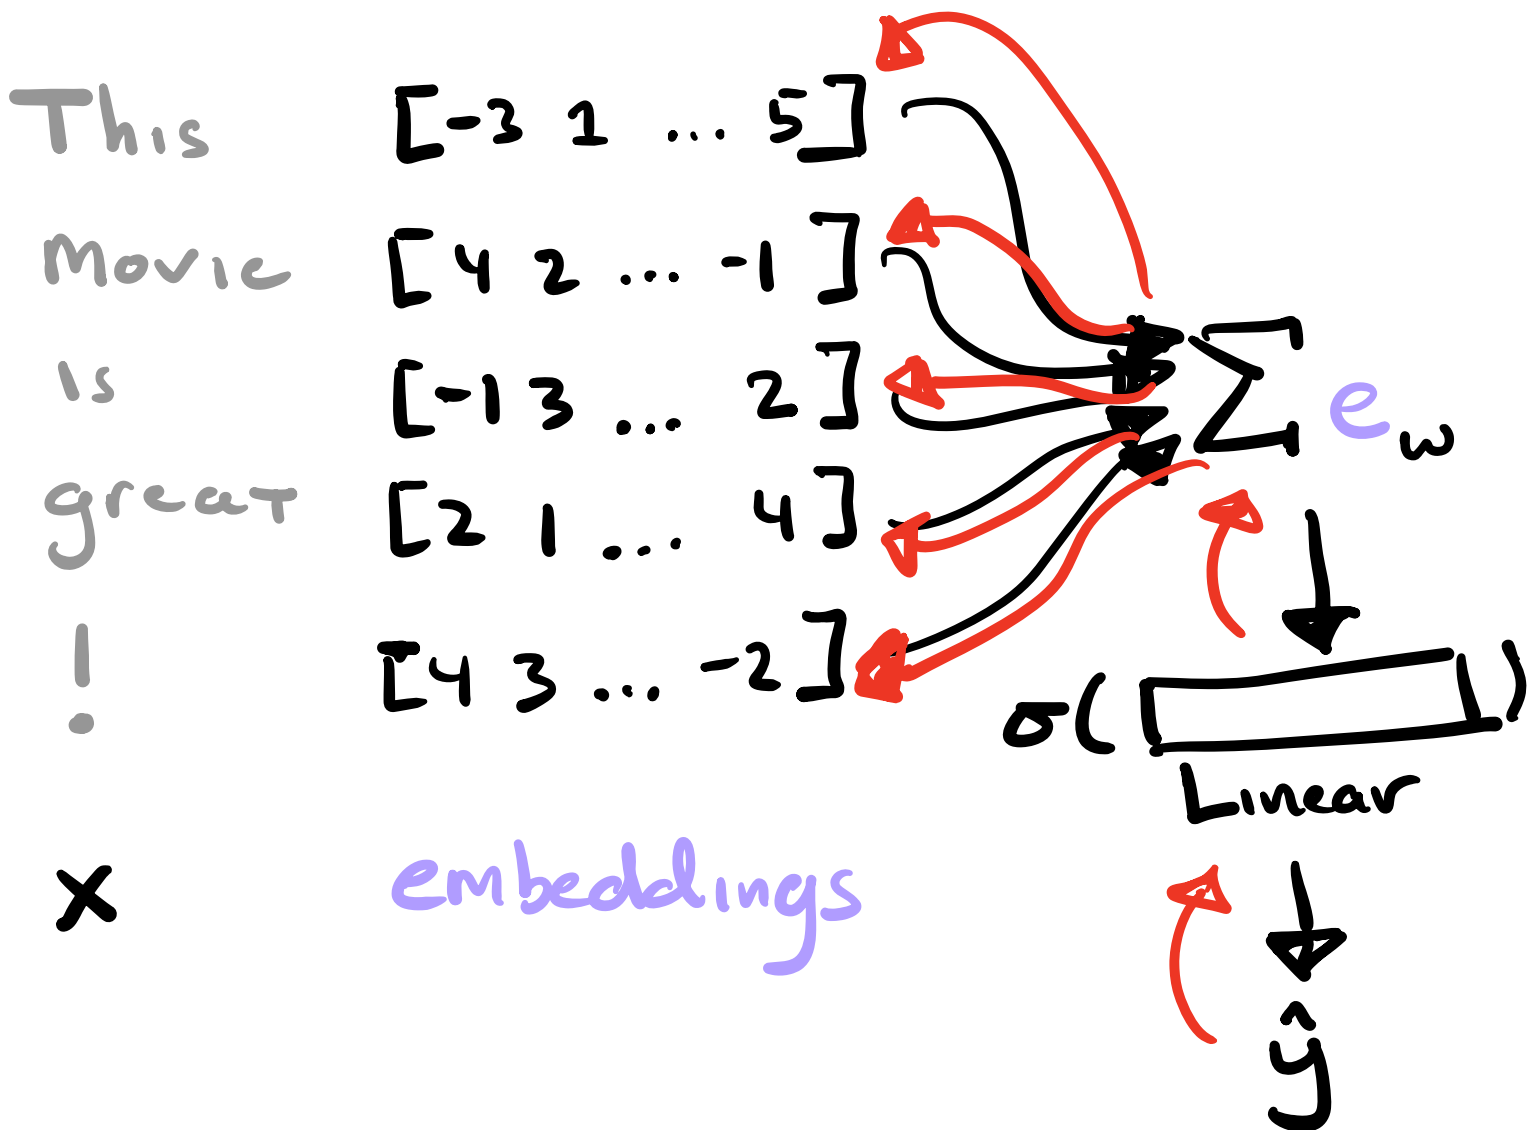 This [-3 1 ... 5]
movie [4 2 ... -1]
is [-1 3 ... 2]
Σ e_w
great [2 1 ... 4]
! [4 3 ... -2]
σ( )
Linear
x embeddings
ŷ